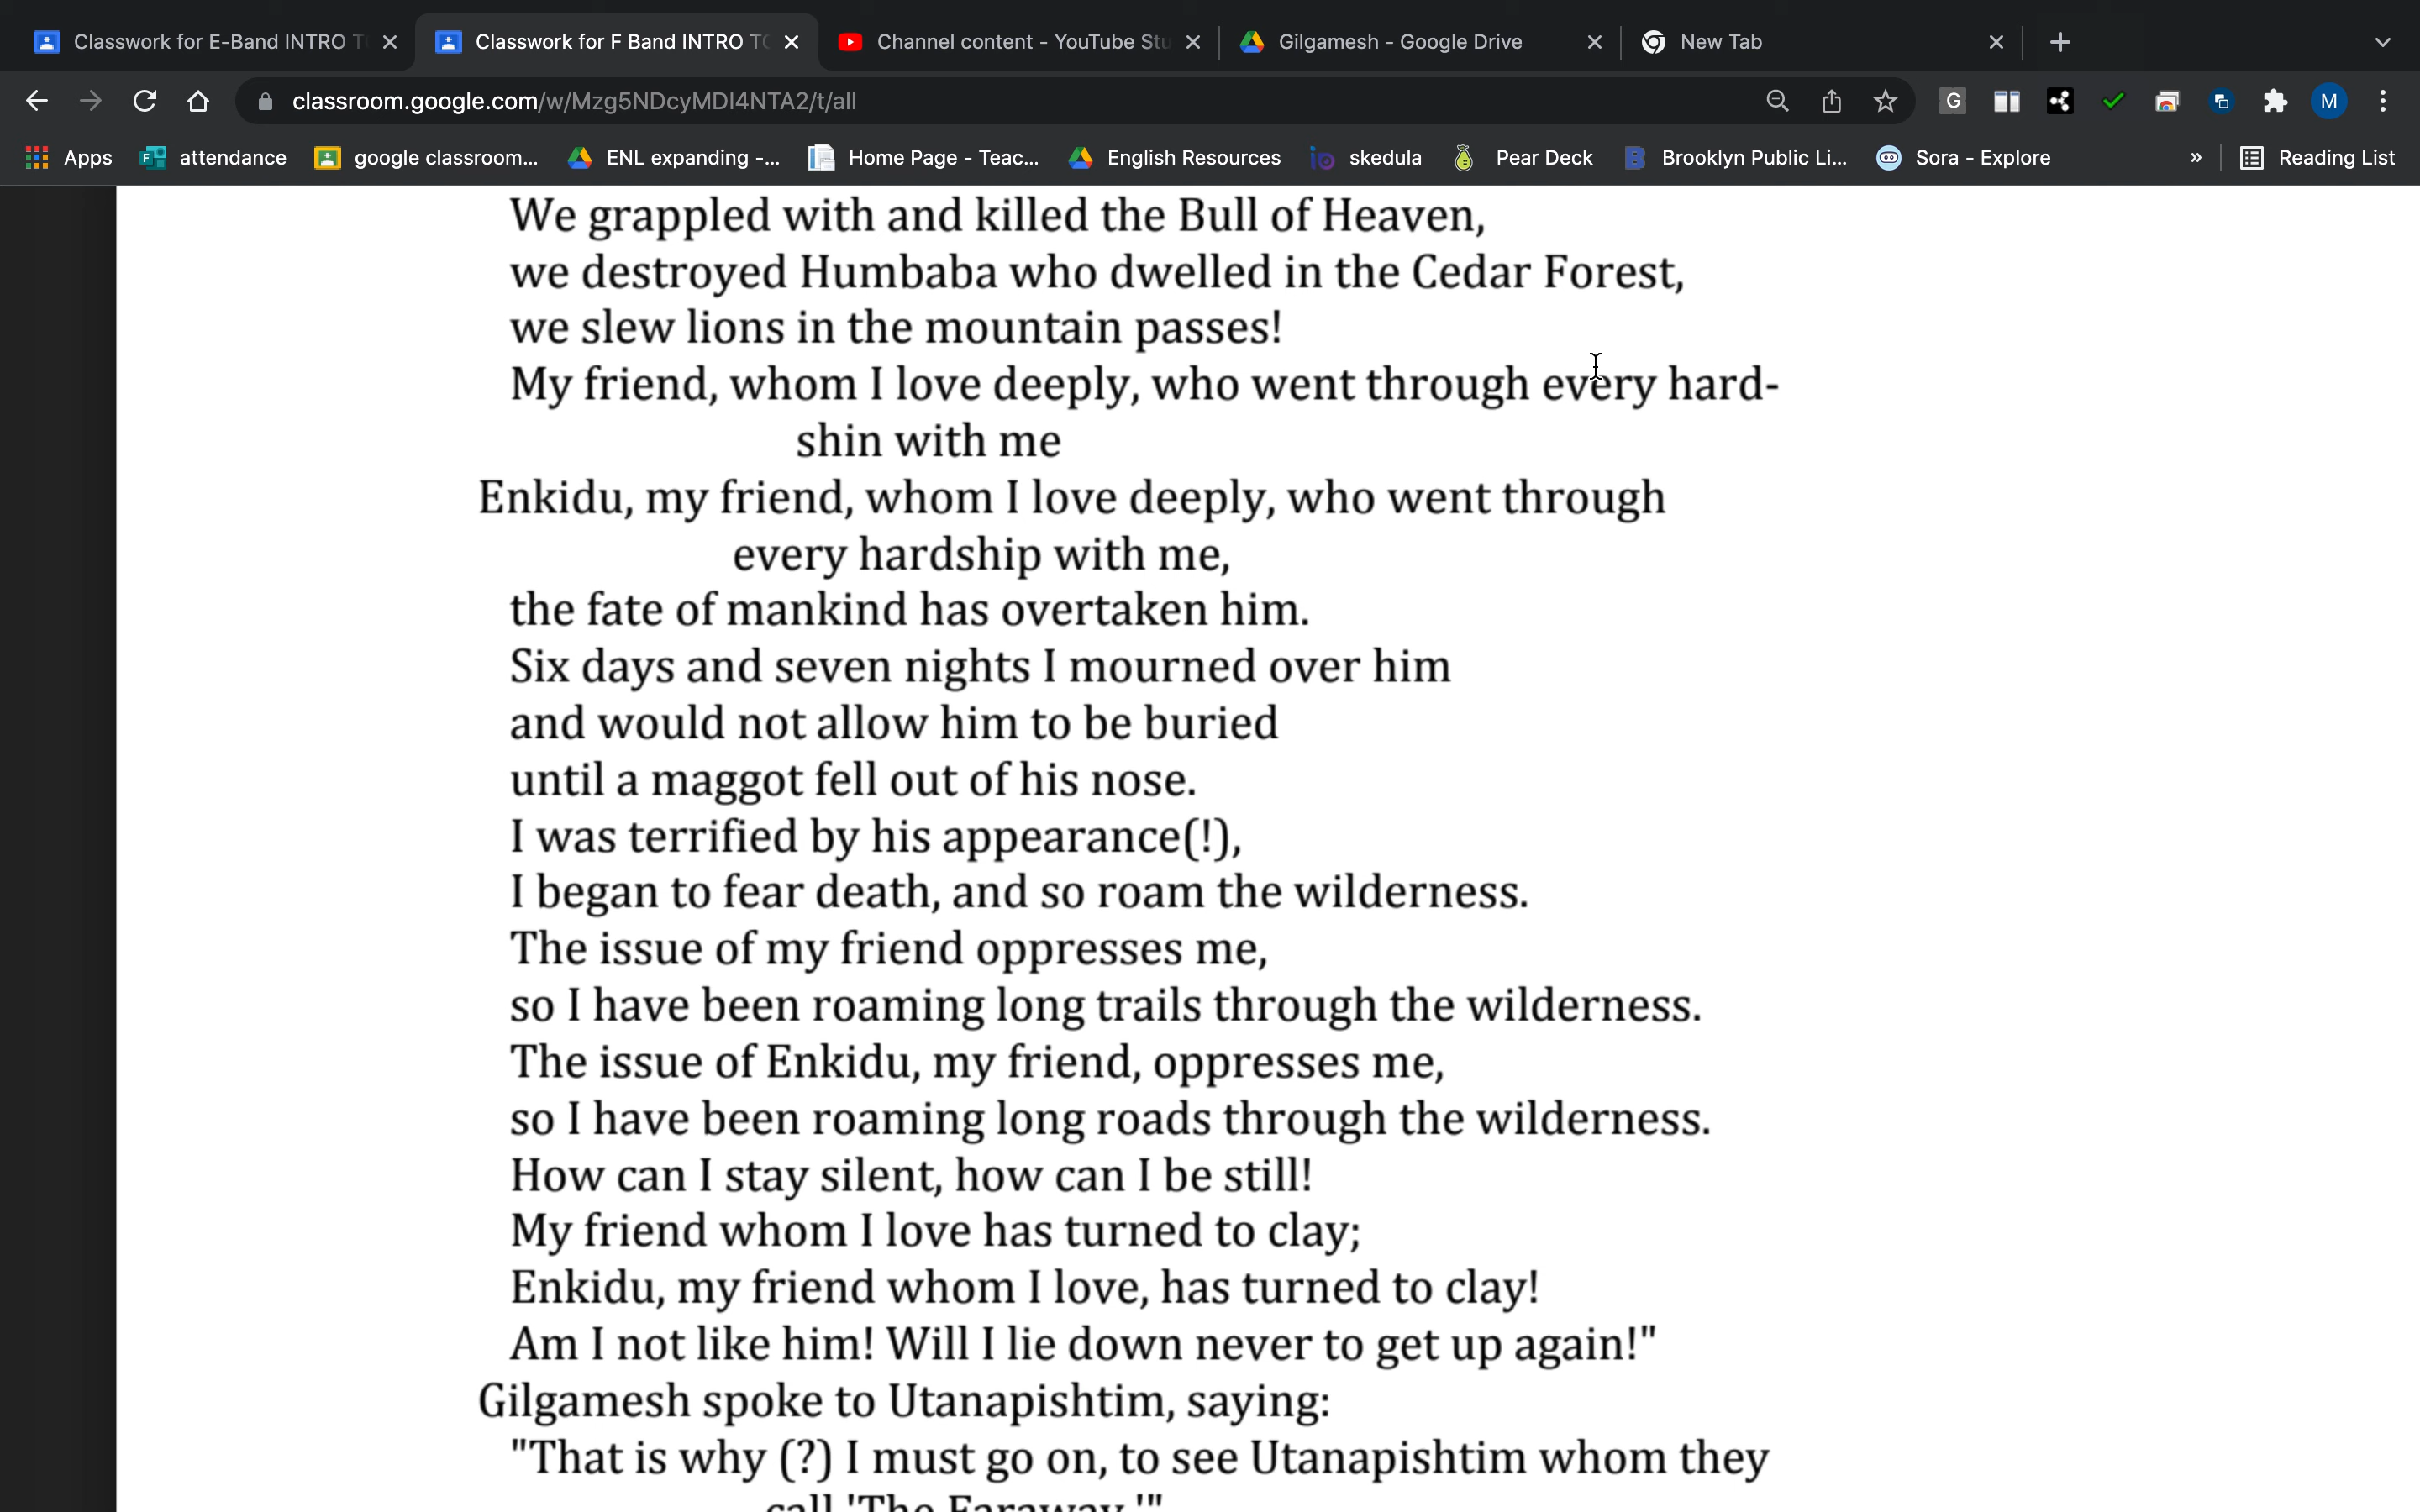 Classwork for E-Band INTRO T
Classwork for F Band INTRO TO
Channel content - YouTube Stu
Gilgamesh - Google Drive
New Tab
classroom.google.com/w/Mzg5NDcyMDI4NTA2/t/all
G
M
Apps
attendance
google classroom...
ENL expanding -...
Home Page - Teac...
English Resources
skedula
Pear Deck
Brooklyn Public Li...
Sora - Explore
»
Reading List
We grappled with and killed the Bull of Heaven,
we destroyed Humbaba who dwelled in the Cedar Forest,
we slew lions in the mountain passes!
My friend, whom I love deeply, who went through every hard-
shin with me
Enkidu, my friend, whom I love deeply, who went through
every hardship with me,
the fate of mankind has overtaken him.
Six days and seven nights I mourned over him
and would not allow him to be buried
until a maggot fell out of his nose.
I was terrified by his appearance(!),
I began to fear death, and so roam the wilderness.
The issue of my friend oppresses me,
so I have been roaming long trails through the wilderness.
The issue of Enkidu, my friend, oppresses me,
so I have been roaming long roads through the wilderness.
How can I stay silent, how can I be still!
My friend whom I love has turned to clay;
Enkidu, my friend whom I love, has turned to clay!
Am I not like him! Will I lie down never to get up again!"
Gilgamesh spoke to Utanapishtim, saying:
"That is why (?) I must go on, to see Utanapishtim whom they
call 'The Faraway.'"